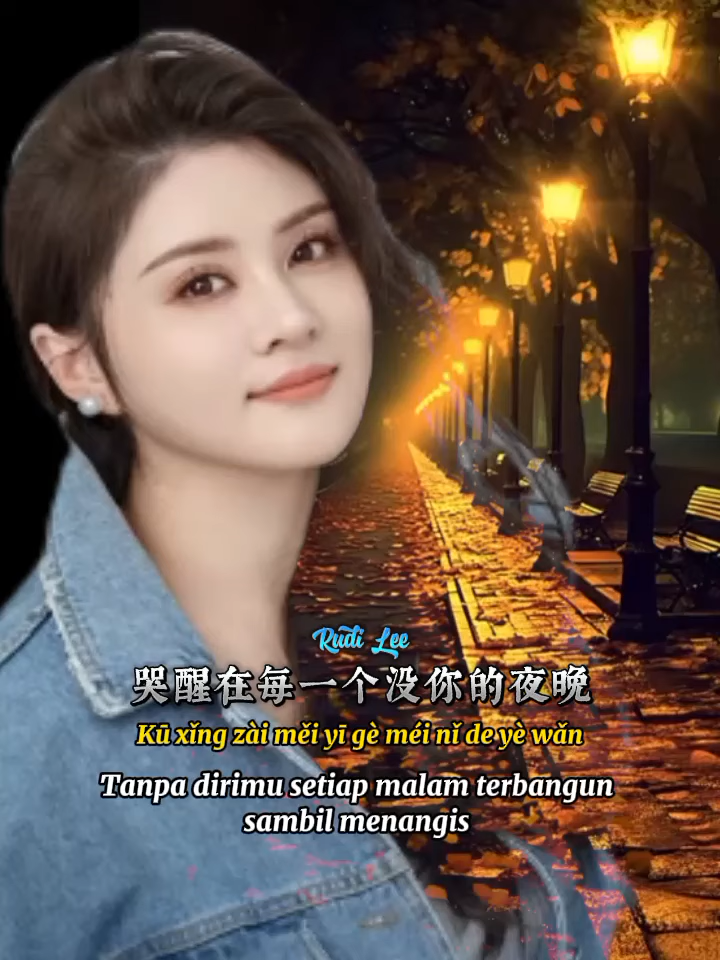 Rudi Lee
哭醒在每一个没你的夜晚
Kū xǐng zài měi yī gè méi nǐ de yè wǎn
Tanpa dirimu setiap malam terbangun
sambil menangis